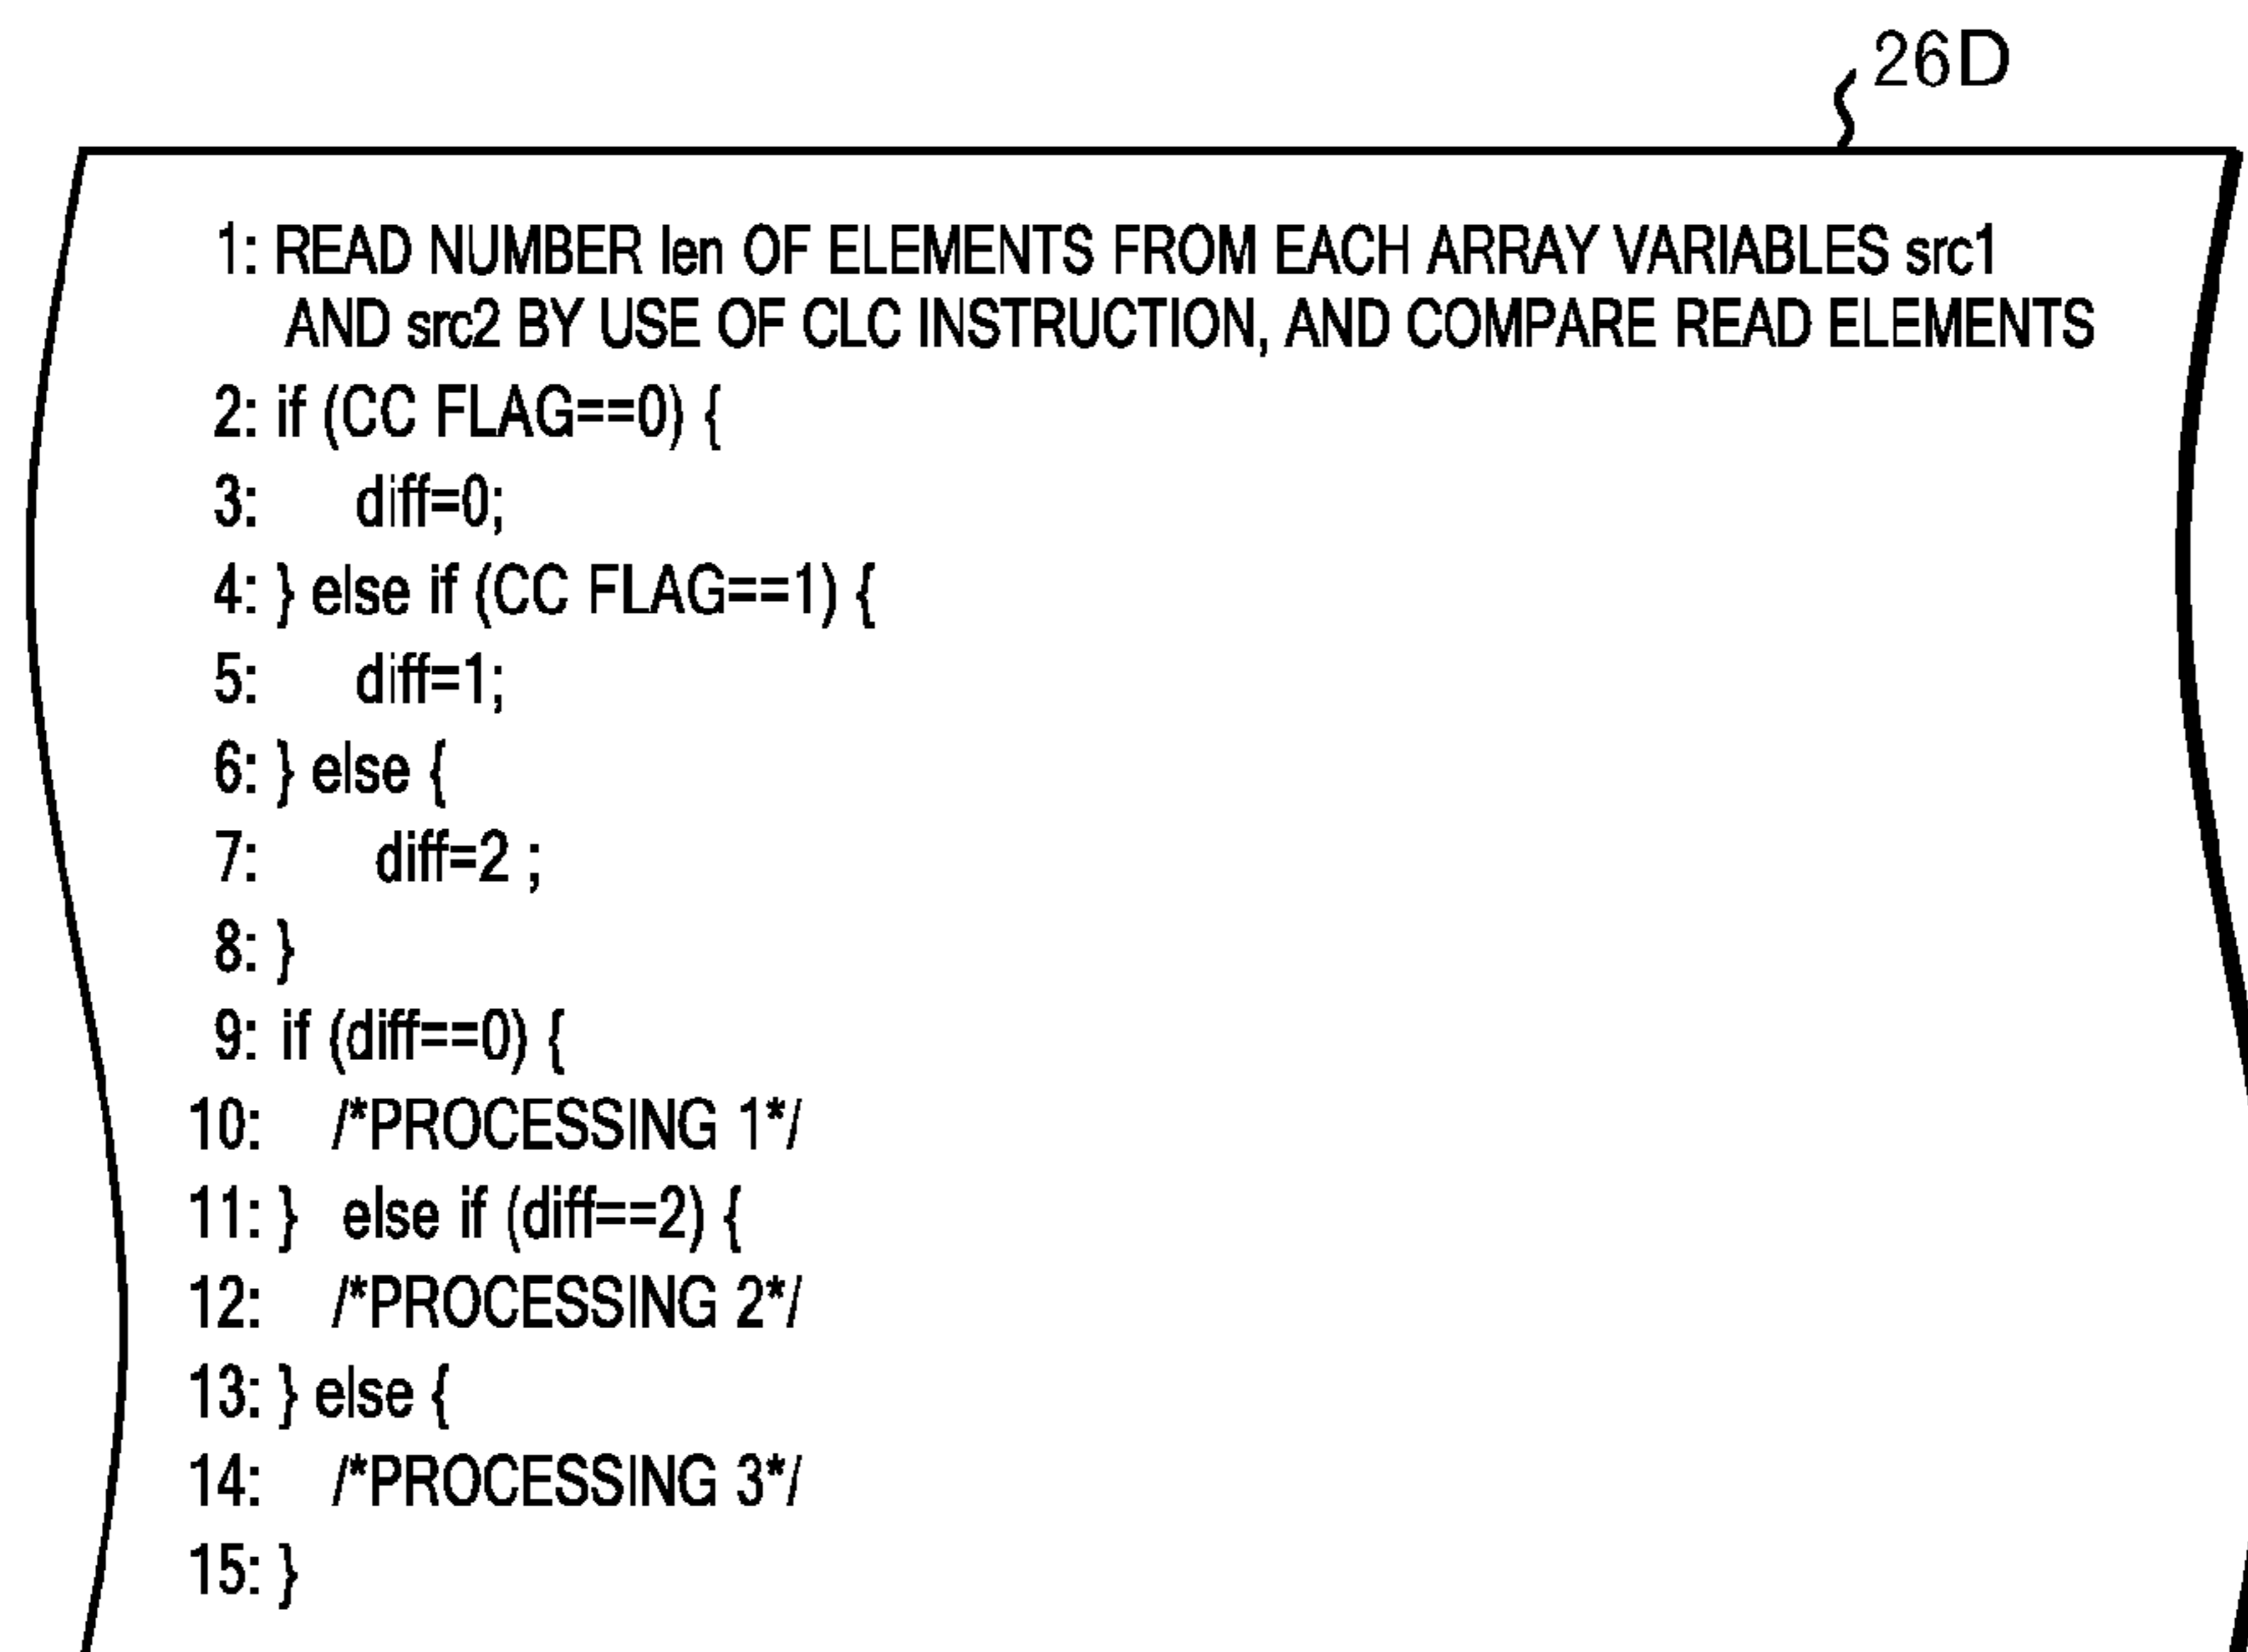 26D
1: READ NUMBER len OF ELEMENTS FROM EACH ARRAY VARIABLES src1
AND src2 BY USE OF CLC INSTRUCTION, AND COMPARE READ ELEMENTS
2: if (CC FLAG==0) {
3: diff=0;
4: } else if (CC FLAG==1) {
5: diff=1;
6: } else {
7: diff=2 ;
8: }
9: if (diff==0) {
10: /*PROCESSING 1*/
11: } else if (diff==2) {
12: /*PROCESSING 2*/
13: } else {
14: /*PROCESSING 3*/
15: }